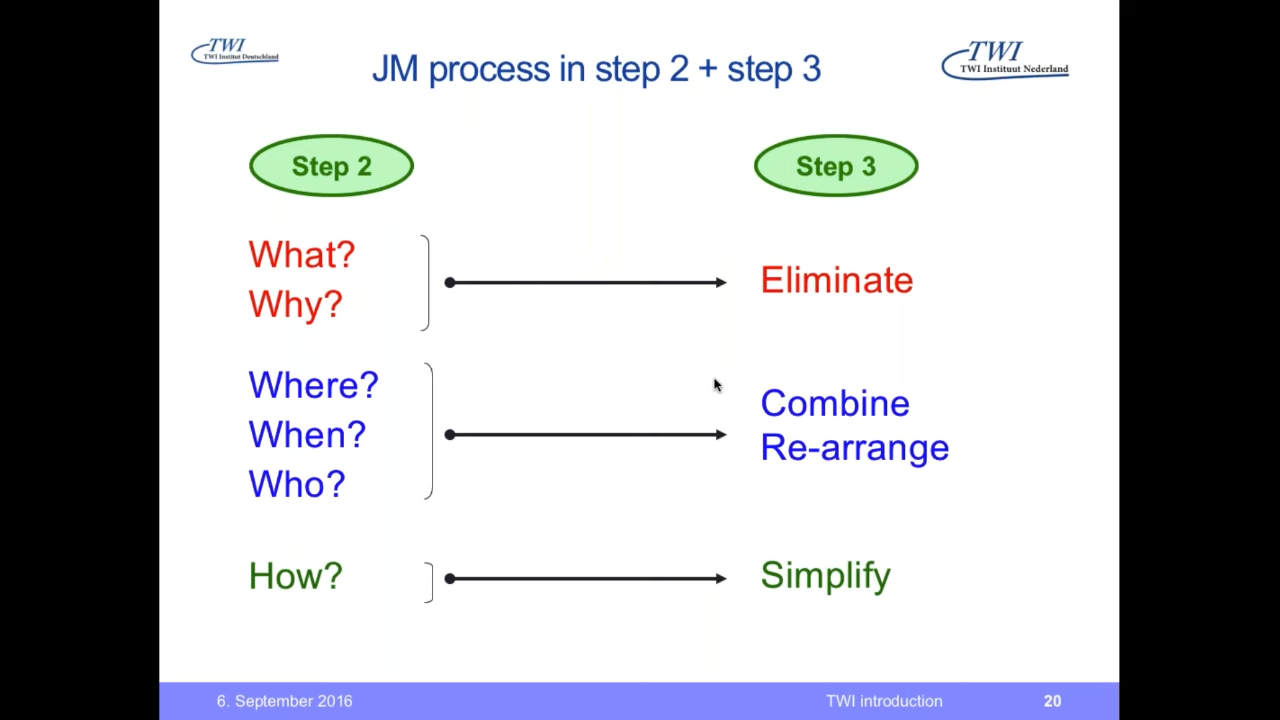 TWI
TWI Institut Deutschland
JM process in step 2 + step 3
TWI
TWI Instituut Nederland
Step 2
Step 3
What?
Why?
Eliminate
Where?
When?
Who?
Combine
Re-arrange
How?
Simplify
6. September 2016
TWI introduction
20